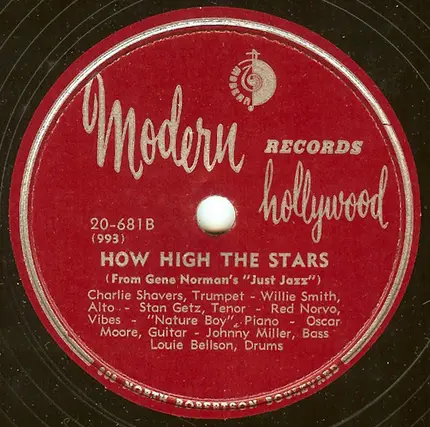 MODERN
Modern
RECORDS
hollywood
20-681B
(993)
HOW HIGH THE STARS
(From Gene Norman's "Just Jazz")
Charlie Shavers, Trumpet - Willie Smith,
Alto - Stan Getz, Tenor - Red Norvo,
Vibes - "Nature Boy", Piano - Oscar
Moore, Guitar - Johnny Miller, Bass
Louie Bellson, Drums
NORTH ROBERTSON BOULEVARD